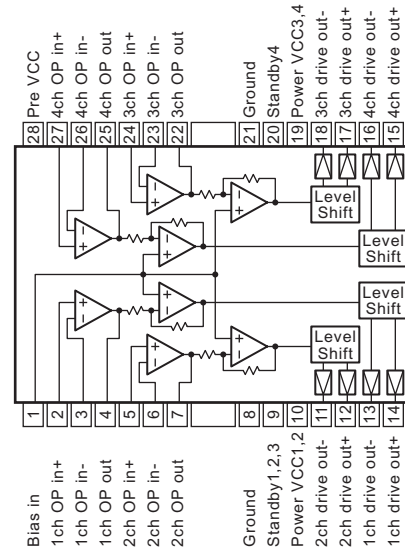 28 Pre VCC
27 4ch OP in+
26 4ch OP in-
25 4ch OP out
24 3ch OP in+
23 3ch OP in-
22 3ch OP out
21 Ground
20 Standby4
19 Power VCC3,4
18 3ch drive out-
17 3ch drive out+
16 4ch drive out-
15 4ch drive out+
+
-
+
-
-
+
-
+
Level
Shift
Level
Shift
+
-
+
-
-
+
-
+
Level
Shift
Level
Shift
1 Bias in
2 1ch OP in+
3 1ch OP in-
4 1ch OP out
5 2ch OP in+
6 2ch OP in-
7 2ch OP out
8 Ground
9 Standby1,2,3
10 Power VCC1,2
11 2ch drive out-
12 2ch drive out+
13 1ch drive out-
14 1ch drive out+